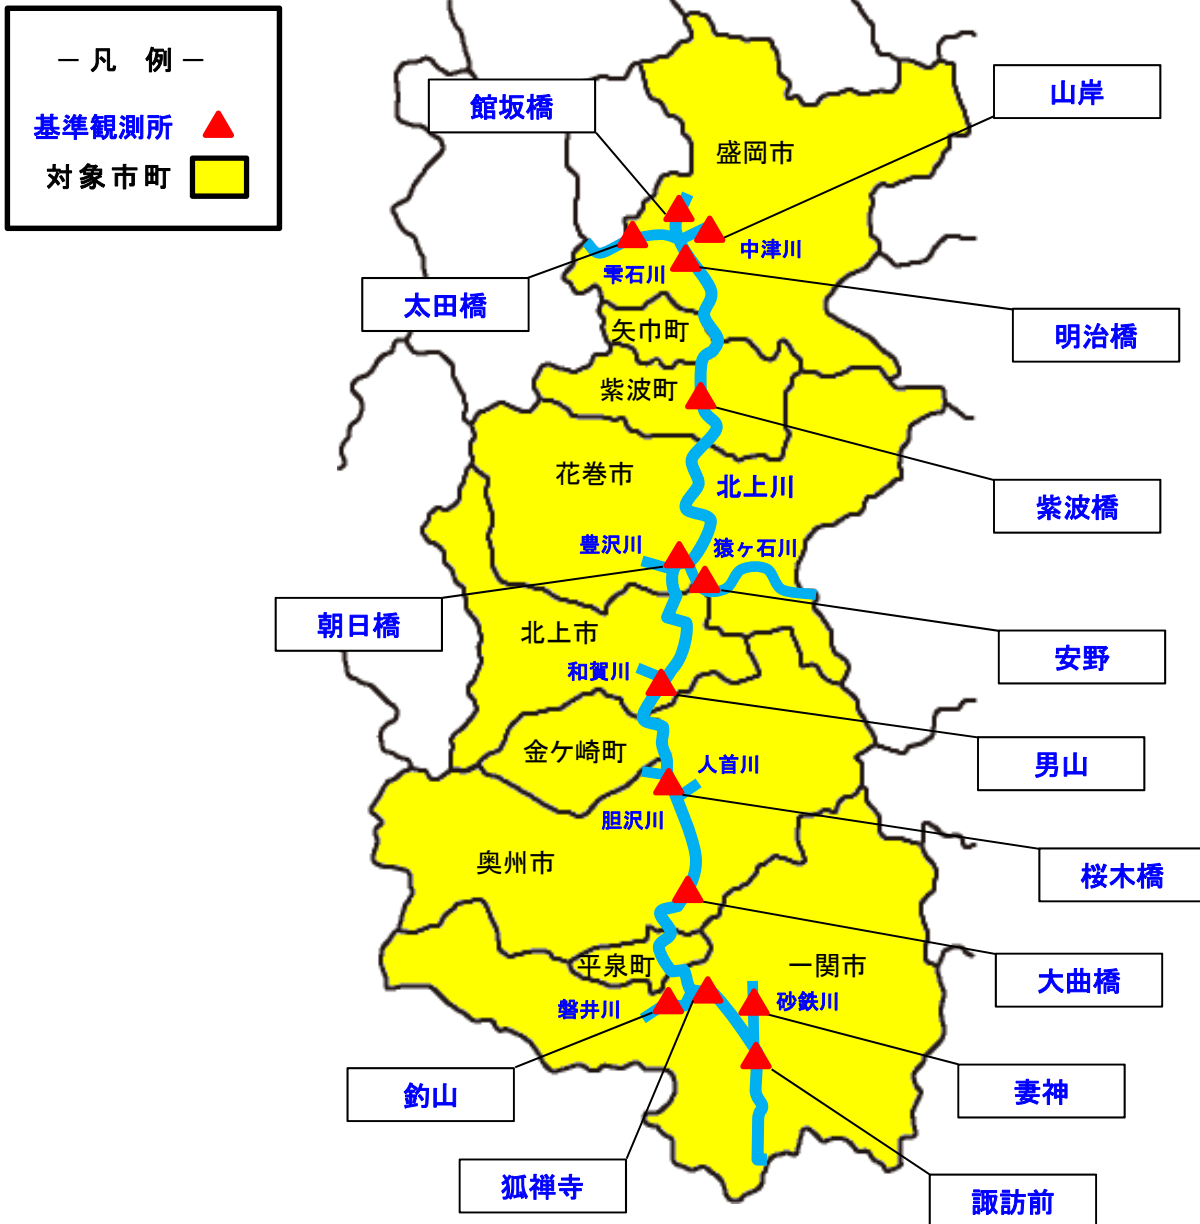 － 凡 例 －
基準観測所
対象市町
館坂橋
山岸
盛岡市
中津川
雫石川
太田橋
明治橋
矢巾町
紫波町
紫波橋
花巻市
北上川
豊沢川
猿ヶ石川
朝日橋
北上市
安野
和賀川
男山
金ケ崎町
人首川
胆沢川
桜木橋
奥州市
大曲橋
平泉町
一関市
磐井川
砂鉄川
釣山
妻神
狐禅寺
諏訪前